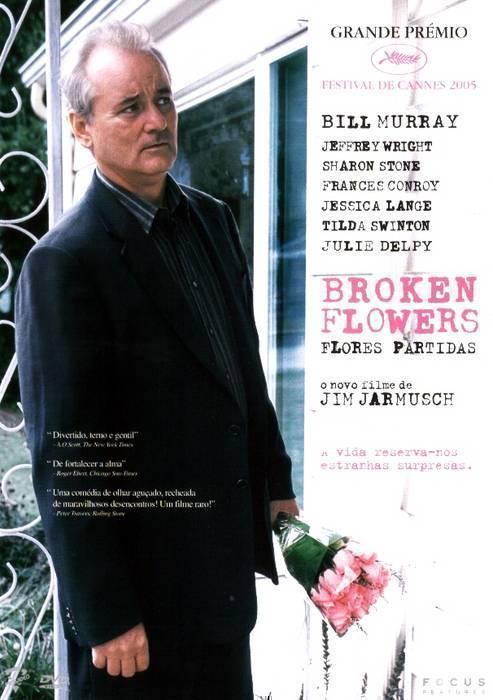 GRANDE PRÉMIO
FESTIVAL DE CANNES 2005
BILL MURRAY
JEFFREY WRIGHT
SHARON STONE
FRANCES CONROY
JESSICA LANGE
TILDA SWINTON
JULIE DELPY
BROKEN
FLOWERS
FLORES PARTIDAS
o novo filme de
JIM JARMUSCH
A vida reserva-nos
estranhas surpresas.
“ Divertido, terno e gentil”
- A.O.Scott, The New York Times
“ De fortalecer a alma”
- Roger Ebert, Chicago Sun-Times
“ Uma comédia de olhar aguçado, recheada
de maravilhosos desencontros! Um filme raro!”
- Peter Travers, Rolling Stone
DVD
FOCUS
FEATURES